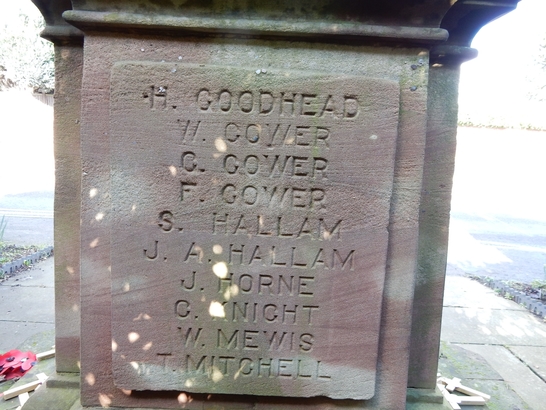 H. GOODHEAD
W. GOWER
G. GOWER
F. GOWER
S. HALLAM
J. A. HALLAM
J. HORNE
G. KNIGHT
W. MEWIS
T. MITCHELL